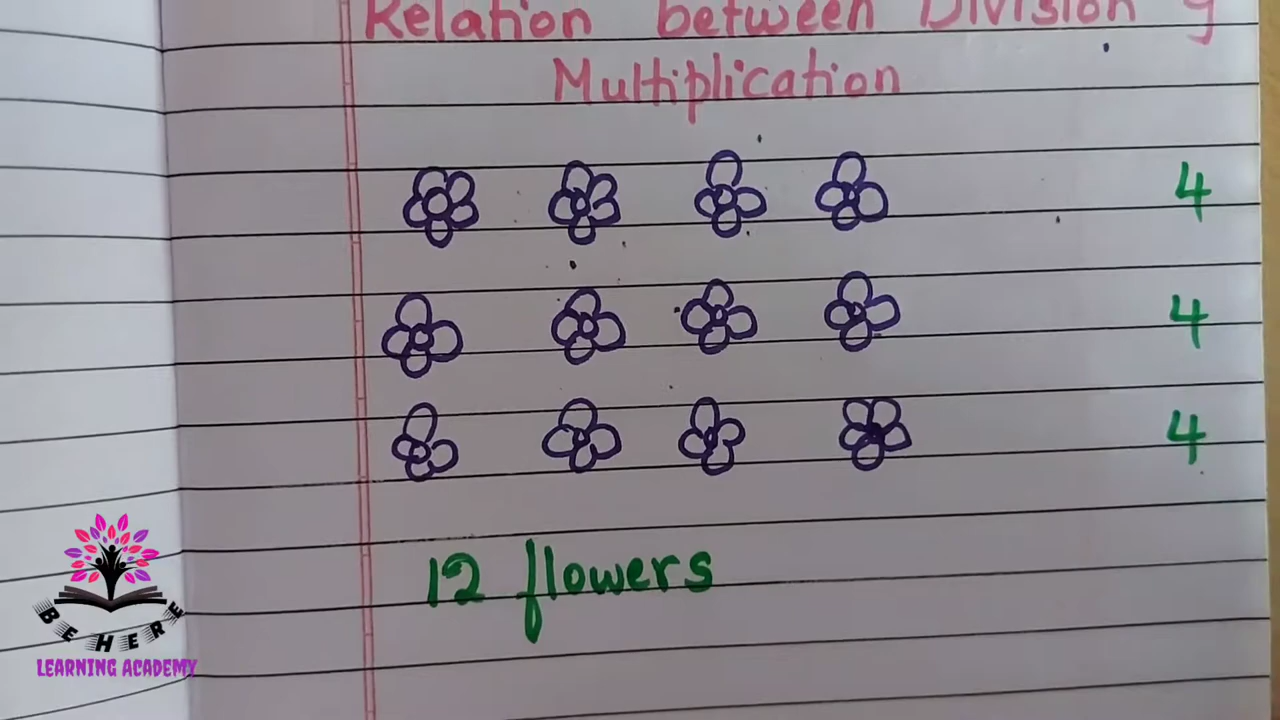 Relation between Division &
Multiplication
4
4
4
12 flowers
BE HERE
LEARNING ACADEMY